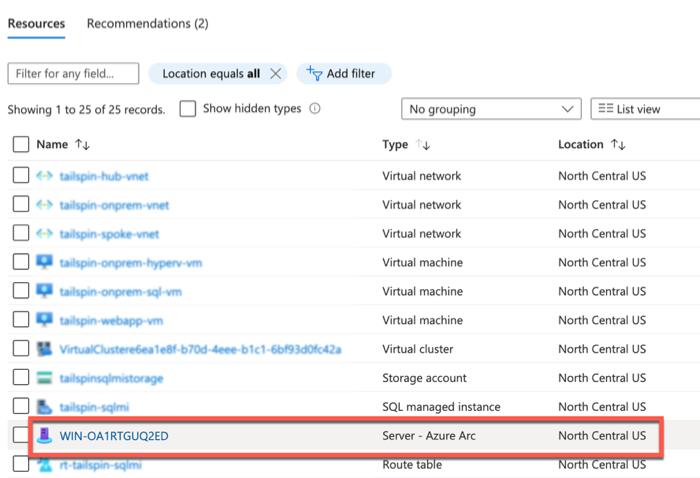 Resources Recommendations (2)
Filter for any field... Location equals all Add filter
Showing 1 to 25 of 25 records. Show hidden types No grouping List view
Name Type Location
tailspin-hub-vnet Virtual network North Central US
tailspin-onprem-vnet Virtual network North Central US
tailspin-spoke-vnet Virtual network North Central US
tailspin-onprem-hyperv-vm Virtual machine North Central US
tailspin-onprem-sql-vm Virtual machine North Central US
tailspin-webapp-vm Virtual machine North Central US
VirtualClustere6ea1e8f-b70d-4eee-b1c1-6bf93d0fc42a Virtual cluster North Central US
tailspinsqlmistorage Storage account North Central US
tailspin-sqlmi SQL managed instance North Central US
WIN-OA1RTGUQ2ED Server - Azure Arc North Central US
rt-tailspin-sqlmi Route table North Central US